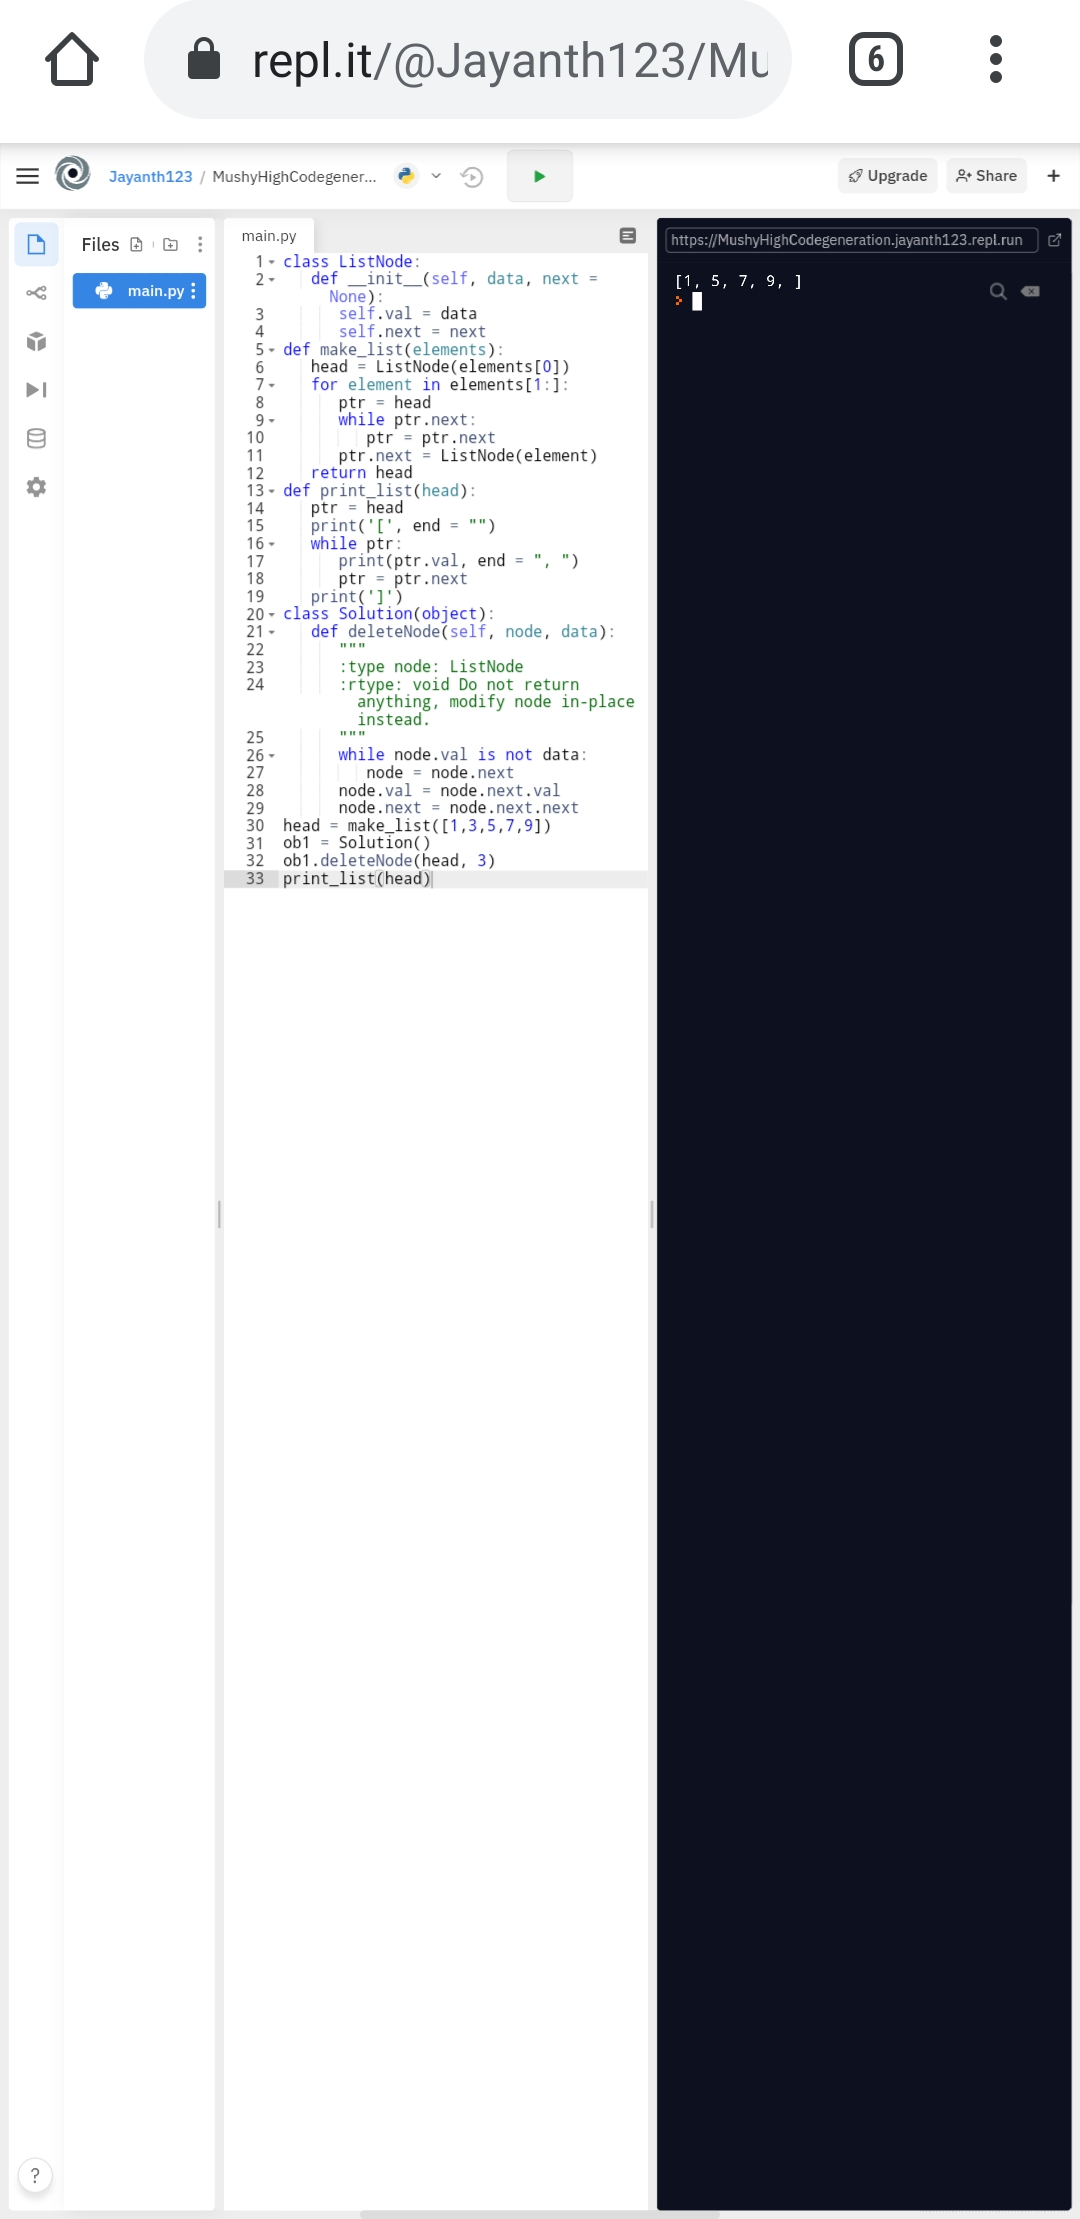 repl.it/@Jayanth123/Mu
6
Jayanth123 / MushyHighCodegener...
Upgrade
Share
+
Files
main.py
main.py
1 class ListNode:
2 def __init__(self, data, next =
None):
3 self.val = data
4 self.next = next
5 def make_list(elements):
6 head = ListNode(elements[0])
7 for element in elements[1:]:
8 ptr = head
9 while ptr.next:
10 ptr = ptr.next
11 ptr.next = ListNode(element)
12 return head
13 def print_list(head):
14 ptr = head
15 print('[', end = "")
16 while ptr:
17 print(ptr.val, end = ", ")
18 ptr = ptr.next
19 print(']')
20 class Solution(object):
21 def deleteNode(self, node, data):
22 """
23 :type node: ListNode
24 :rtype: void Do not return
anything, modify node in-place
instead.
25 """
26 while node.val is not data:
27 node = node.next
28 node.val = node.next.val
29 node.next = node.next.next
30 head = make_list([1,3,5,7,9])
31 ob1 = Solution()
32 ob1.deleteNode(head, 3)
33 print_list(head)
https://MushyHighCodegeneration.jayanth123.repl.run
[1, 5, 7, 9, ]
?